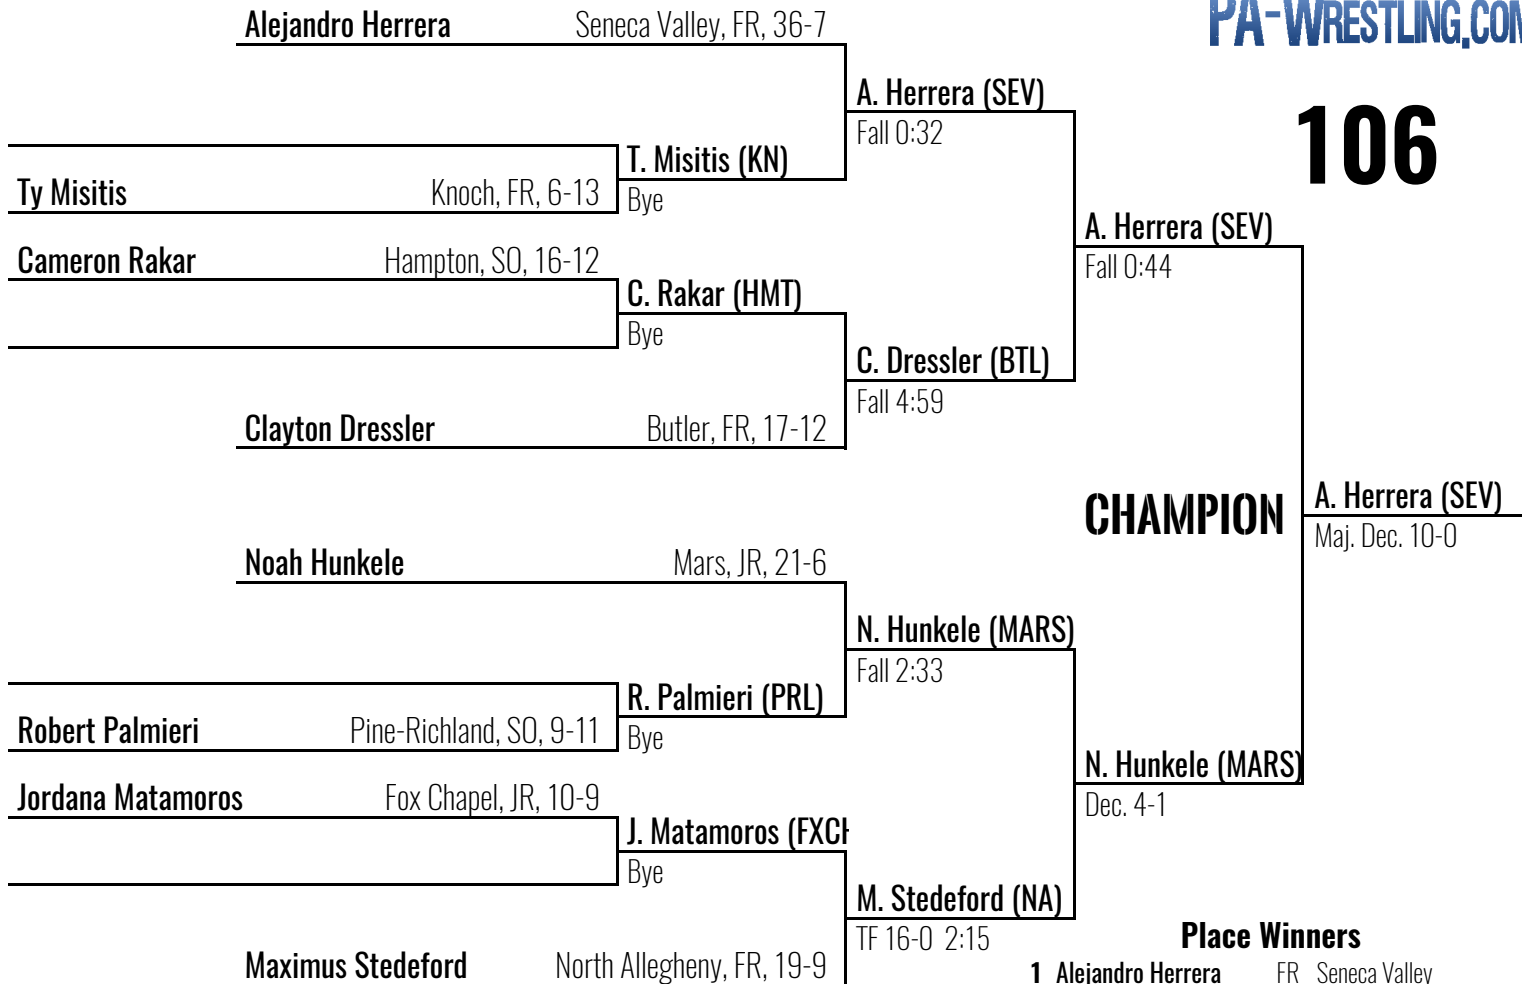 Alejandro Herrera Seneca Valley, FR, 36-7
PA-WRESTLING.COM
A. Herrera (SEV)
Fall 0:32
106
T. Misitis (KN)
Ty Misitis Knoch, FR, 6-13
Bye
A. Herrera (SEV)
Fall 0:44
Cameron Rakar Hampton, SO, 16-12
C. Rakar (HMT)
Bye
C. Dressler (BTL)
Fall 4:59
Clayton Dressler Butler, FR, 17-12
CHAMPION
A. Herrera (SEV)
Maj. Dec. 10-0
Noah Hunkele Mars, JR, 21-6
N. Hunkele (MARS)
Fall 2:33
R. Palmieri (PRL)
Robert Palmieri Pine-Richland, SO, 9-11
Bye
N. Hunkele (MARS)
Dec. 4-1
Jordana Matamoros Fox Chapel, JR, 10-9
J. Matamoros (FXCH
Bye
M. Stedeford (NA)
TF 16-0 2:15
Maximus Stedeford North Allegheny, FR, 19-9
Place Winners
1 Alejandro Herrera FR Seneca Valley